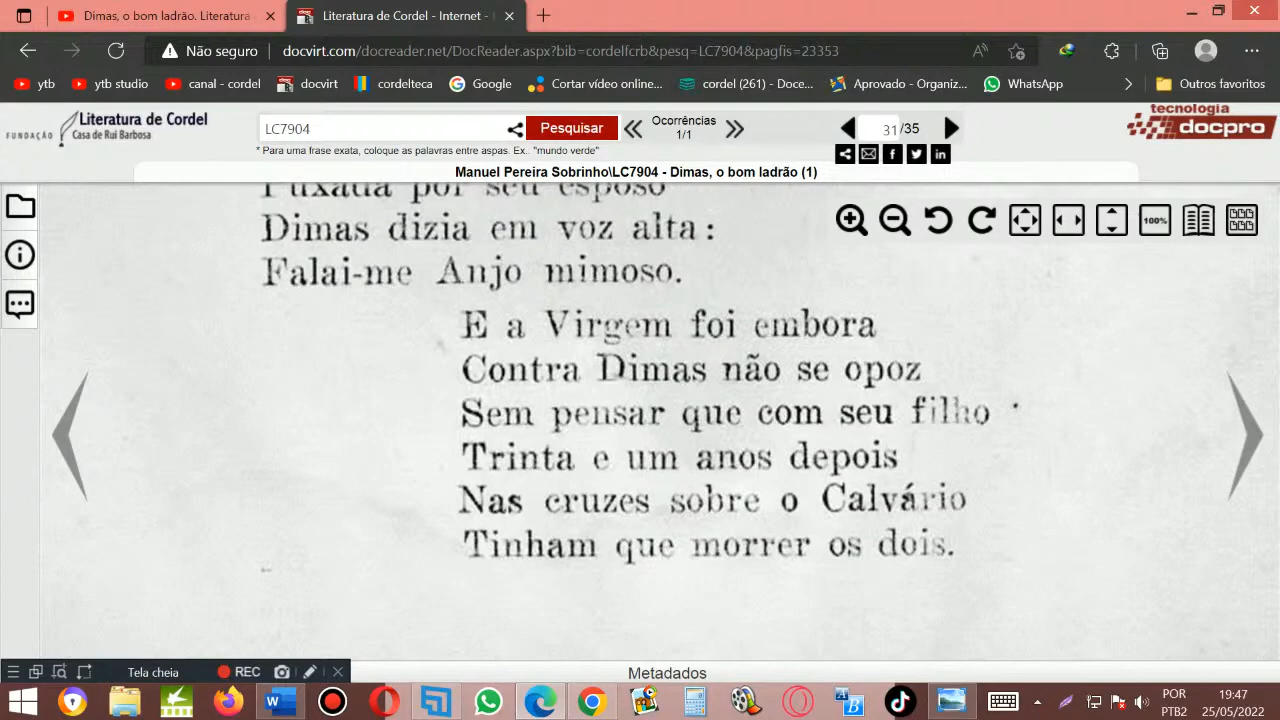 Dimas, o bom ladrão. Literatura
Literatura de Cordel - Internet -
Não seguro
docvirt.com/docreader.net/DocReader.aspx?bib=cordelfcrb&pesq=LC7904&pagfis=23353
ytb
ytb studio
canal - cordel
docvirt
cordelteca
Google
Cortar vídeo online...
cordel (261) - Doce...
Aprovado - Organiz...
WhatsApp
Outros favoritos
FUNDAÇÃO
Literatura de Cordel
Casa de Rui Barbosa
LC7904
Pesquisar
Ocorrências
1/1
31/35
tecnologia
docpro
* Para uma frase exata, coloque as palavras entre aspas. Ex.. "mundo verde"
Manuel Pereira Sobrinho\LC7904 - Dimas, o bom ladrão (1)
100%
Puxada por seu esposo
Dimas dizia em voz alta:
Falai-me Anjo mimoso.
E a Virgem foi embora
Contra Dimas não se opoz
Sem pensar que com seu filho
Trinta e um anos depois
Nas cruzes sobre o Calvário
Tinham que morrer os dois.
Tela cheia
REC
Metadados
POR
PTB2
19:47
25/05/2022